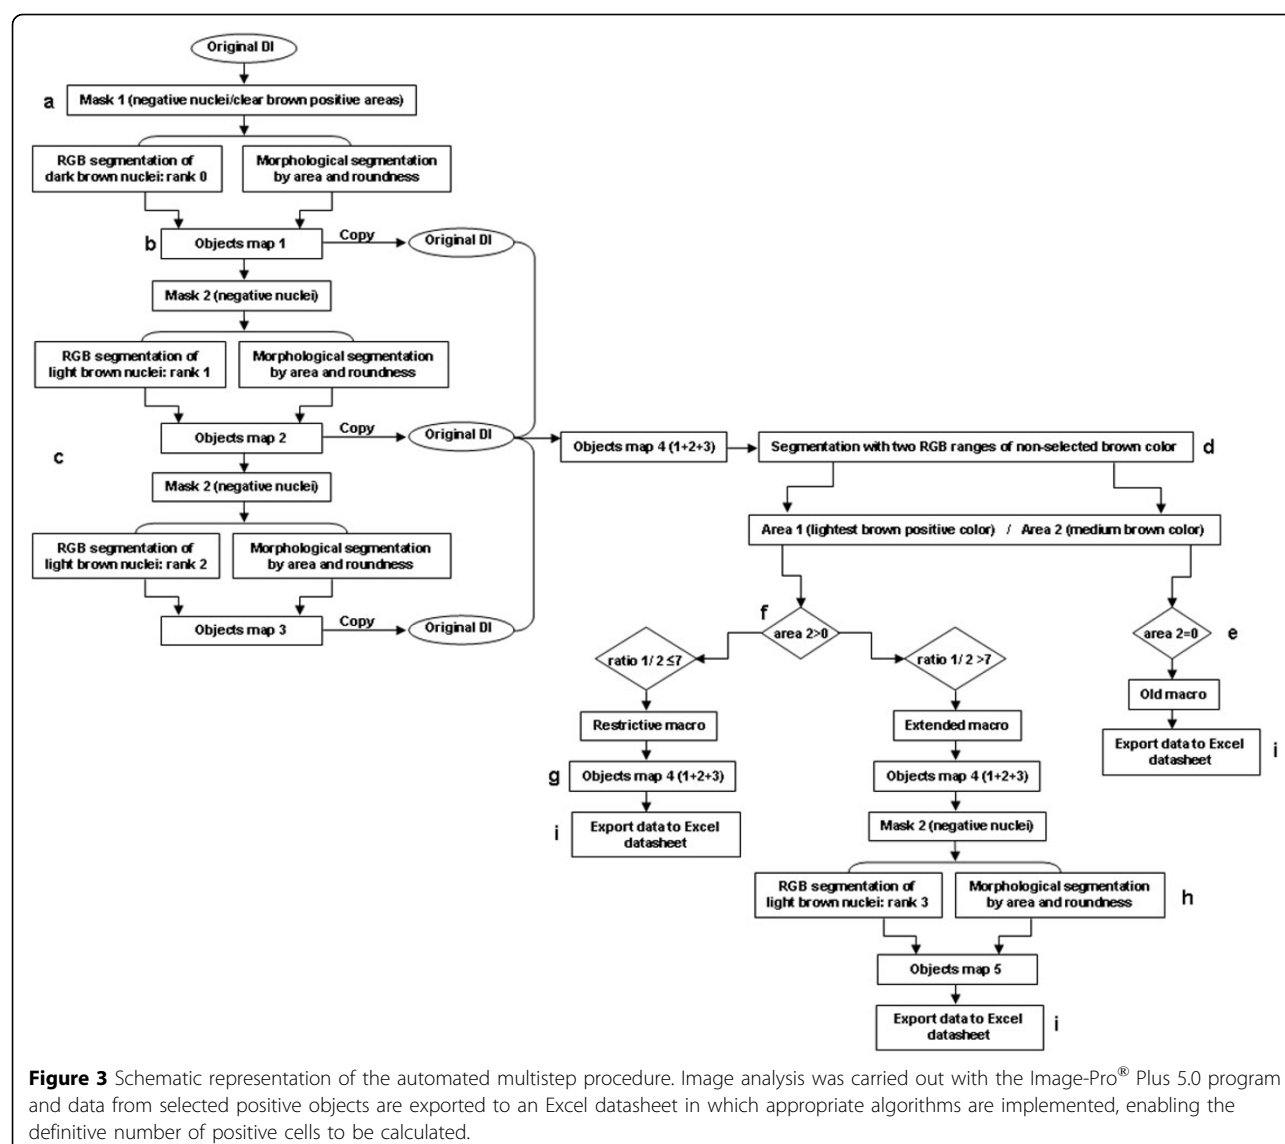 Original DI
a
Mask 1 (negative nuclei/clear brown positive areas)
RGB segmentation of
dark brown nuclei: rank 0
Morphological segmentation
by area and roundness
b
Objects map 1
Copy
Original DI
Mask 2 (negative nuclei)
RGB segmentation of
light brown nuclei: rank 1
Morphological segmentation
by area and roundness
Objects map 2
Copy
Original DI
c
Mask 2 (negative nuclei)
RGB segmentation of
light brown nuclei: rank 2
Morphological segmentation
by area and roundness
Objects map 3
Copy
Original DI
Objects map 4 (1+2+3)
Segmentation with two RGB ranges of non-selected brown color
d
Area 1 (lightest brown positive color) / Area 2 (medium brown color)
f
area 2>0
area 2=0
e
ratio 1/ 2 ≤7
ratio 1/ 2 >7
Old macro
Export data to Excel
datasheet
i
Restrictive macro
g
Objects map 4 (1+2+3)
i
Export data to Excel
datasheet
Extended macro
Objects map 4 (1+2+3)
Mask 2 (negative nuclei)
RGB segmentation of
light brown nuclei: rank 3
Morphological segmentation
by area and roundness
h
Objects map 5
Export data to Excel
datasheet
i
Figure 3 Schematic representation of the automated multistep procedure. Image analysis was carried out with the Image-Pro® Plus 5.0 program
and data from selected positive objects are exported to an Excel datasheet in which appropriate algorithms are implemented, enabling the
definitive number of positive cells to be calculated.